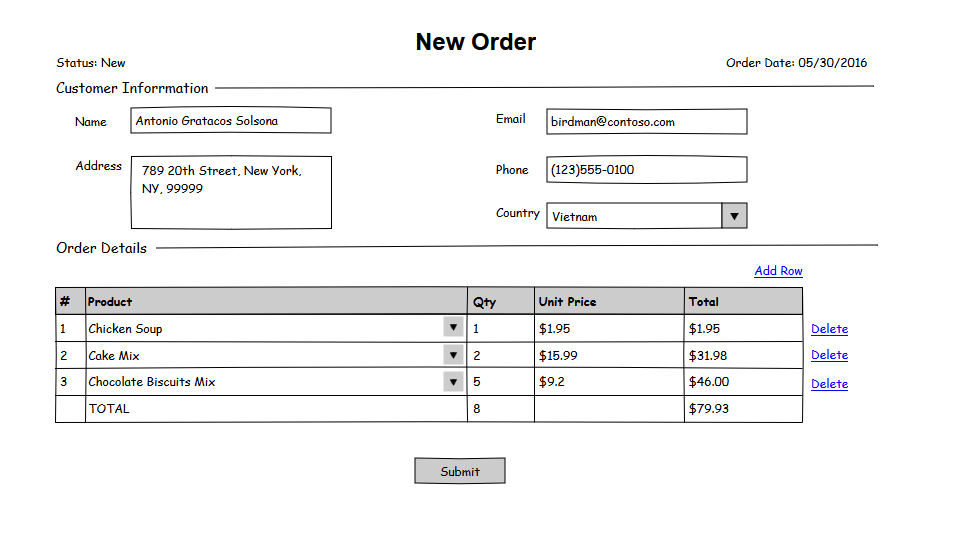 New Order
Status: New
Order Date: 05/30/2016
Customer Inforrmation
Name
Antonio Gratacos Solsona
Email
birdman@contoso.com
Address
789 20th Street, New York,
NY, 99999
Phone
(123)555-0100
Country
Vietnam
Order Details
Add Row
# Product Qty Unit Price Total
1 Chicken Soup 1 $1.95 $1.95 Delete
2 Cake Mix 2 $15.99 $31.98 Delete
3 Chocolate Biscuits Mix 5 $9.2 $46.00 Delete
TOTAL 8 $79.93
Submit